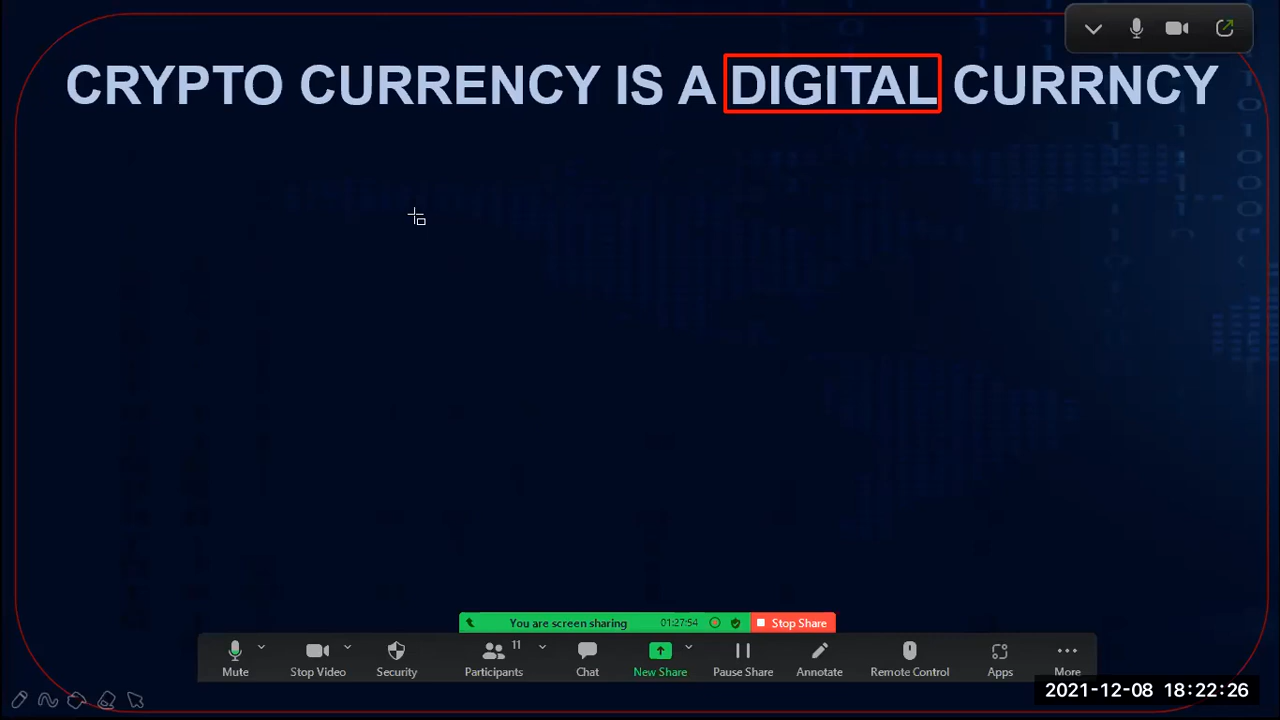 CRYPTO CURRENCY IS A DIGITAL CURRNCY
You are screen sharing 01:27:54 Stop Share
Mute Stop Video Security Participants 11 Chat New Share Pause Share Annotate Remote Control Apps More
2021-12-08 18:22:26